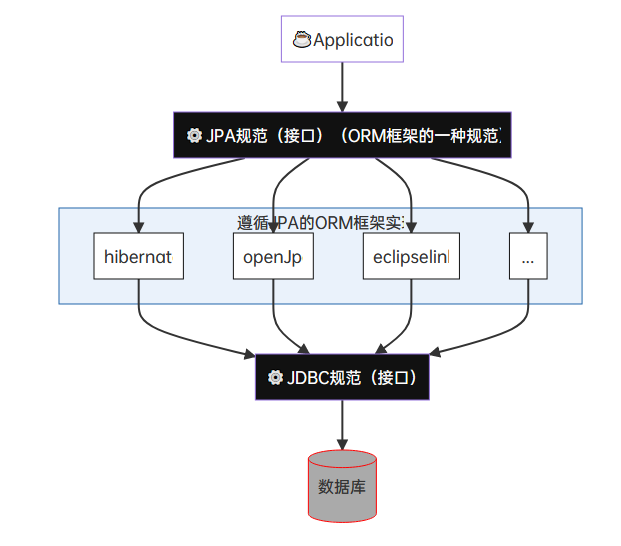 Applicatio
JPA规范（接口）（ORM框架的一种规范）
遵循JPA的ORM框架实
hibernat
openJp
eclipselin
...
JDBC规范（接口）
数据库